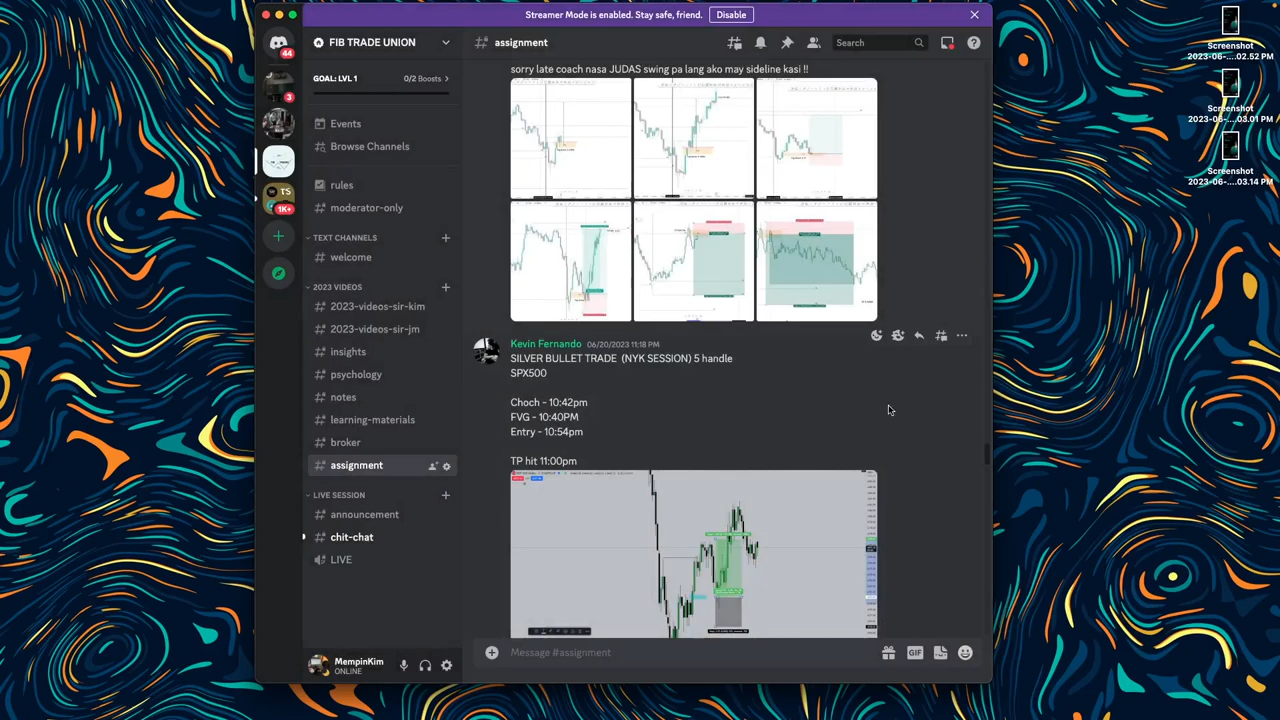 Streamer Mode is enabled. Stay safe, friend.
Disable
FIB TRADE UNION
assignment
Search
44
3
TS
1K+
GOAL: LVL 1
0/2 Boosts
Events
Browse Channels
rules
moderator-only
TEXT CHANNELS
welcome
2023 VIDEOS
2023-videos-sir-kim
2023-videos-sir-jm
insights
psychology
notes
learning-materials
broker
assignment
LIVE SESSION
announcement
chit-chat
LIVE
MempinKim
ONLINE
sorry late coach nasa JUDAS swing pa lang ako may sideline kasi !!
Kevin Fernando 06/20/2023 11:18 PM
SILVER BULLET TRADE (NYK SESSION) 5 handle
SPX500
Choch - 10:42pm
FVG - 10:40PM
Entry - 10:54pm
TP hit 11:00pm
Message #assignment
GIF
Screenshot
2023-06-....02.52 PM
Screenshot
2023-06-....03.01 PM
Screenshot
2023-06-....03.14 PM